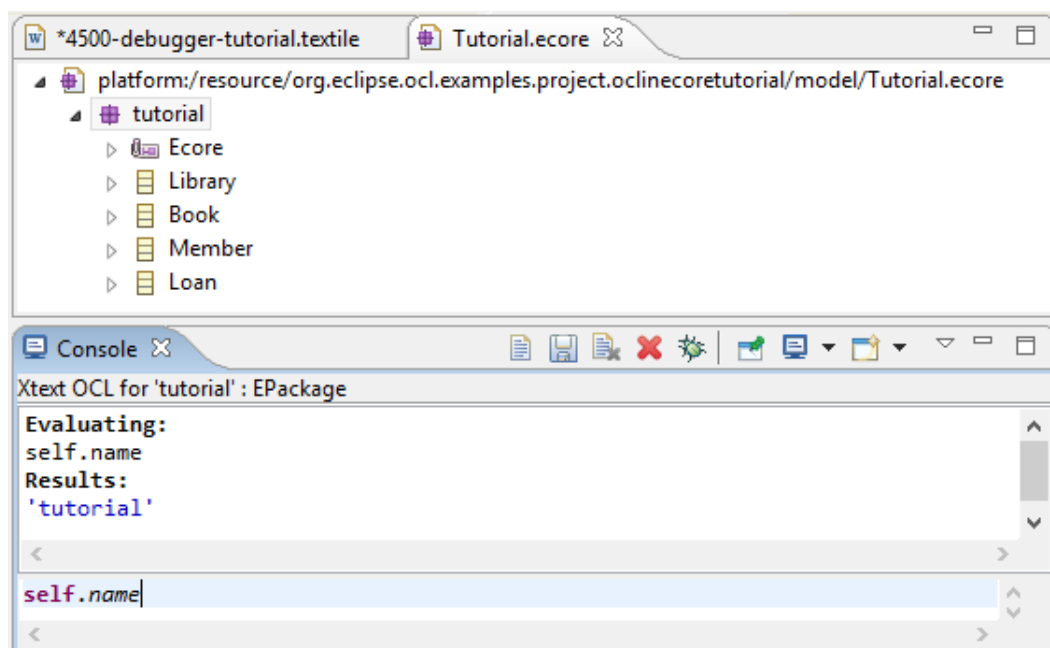 *4500-debugger-tutorial.textile Tutorial.ecore
platform:/resource/org.eclipse.ocl.examples.project.oclinecoretutorial/model/Tutorial.ecore
tutorial
Ecore
Library
Book
Member
Loan
Console
Xtext OCL for 'tutorial' : EPackage
Evaluating:
self.name
Results:
'tutorial'
self.name